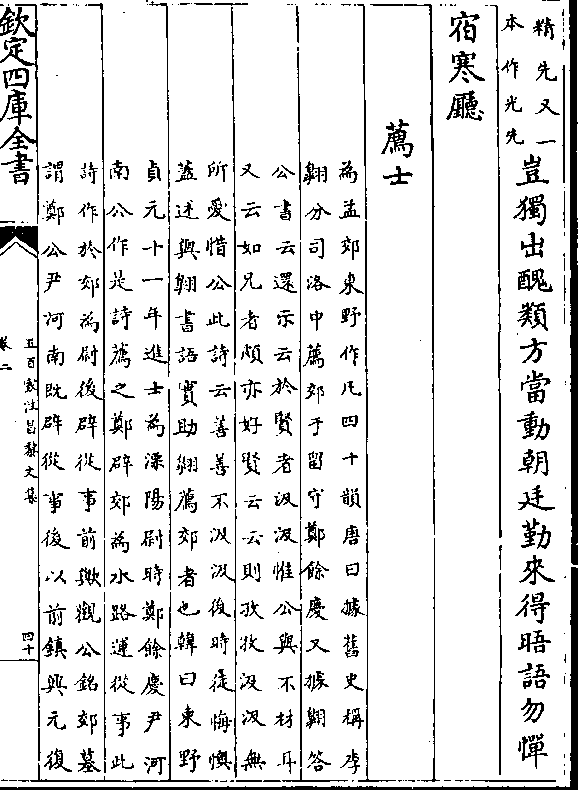 精先又一
本作光先
豈獨出醜類方當動朝廷勤來得晤語勿憚
宿寒廳
薦士
為孟郊東野作凡四十韻唐曰據舊史稱李
翺分司洛中薦郊于留守鄭餘慶又據翺答
公書云還示云於賢者汲汲惟公與不材耳
又云如兄者頗亦好賢云云則孜孜汲汲無
所愛惜公此詩云善善不汲汲後時徒悔懊
蓋述與翺書語實助翺薦郊者也韓曰東野
貞元十一年進士為溧陽尉時鄭餘慶尹河
南公作是詩薦之鄭辟郊為水路運從事此
詩作於郊為尉後辟從事前歟觀公銘郊墓
謂鄭公尹河南既辟從事後以前鎮興元復
欽定四庫全書
五百家注昌黎文集
卷二
四十